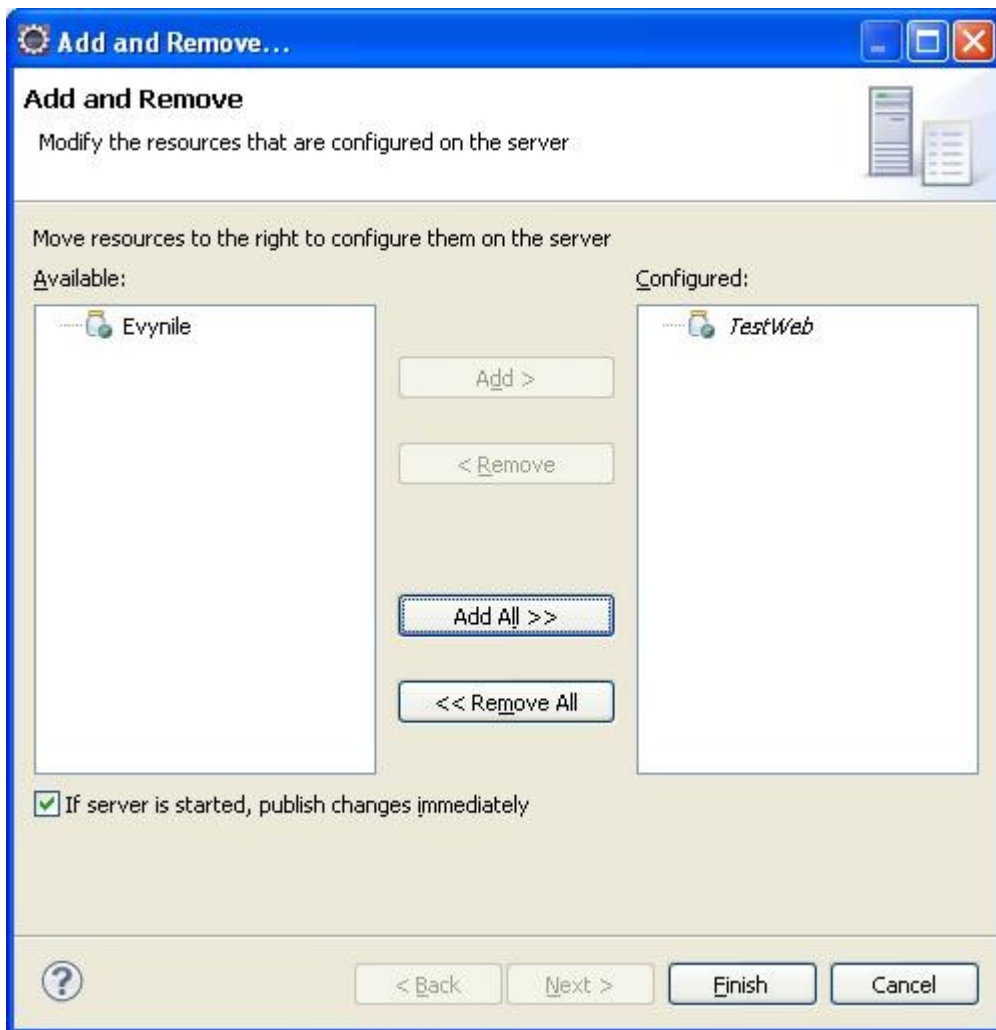 Add and Remove...
Add and Remove
Modify the resources that are configured on the server
Move resources to the right to configure them on the server
Available:
Configured:
Evynile
TestWeb
Add >
< Remove
Add All >>
<< Remove All
If server is started, publish changes immediately
?
< Back
Next >
Finish
Cancel